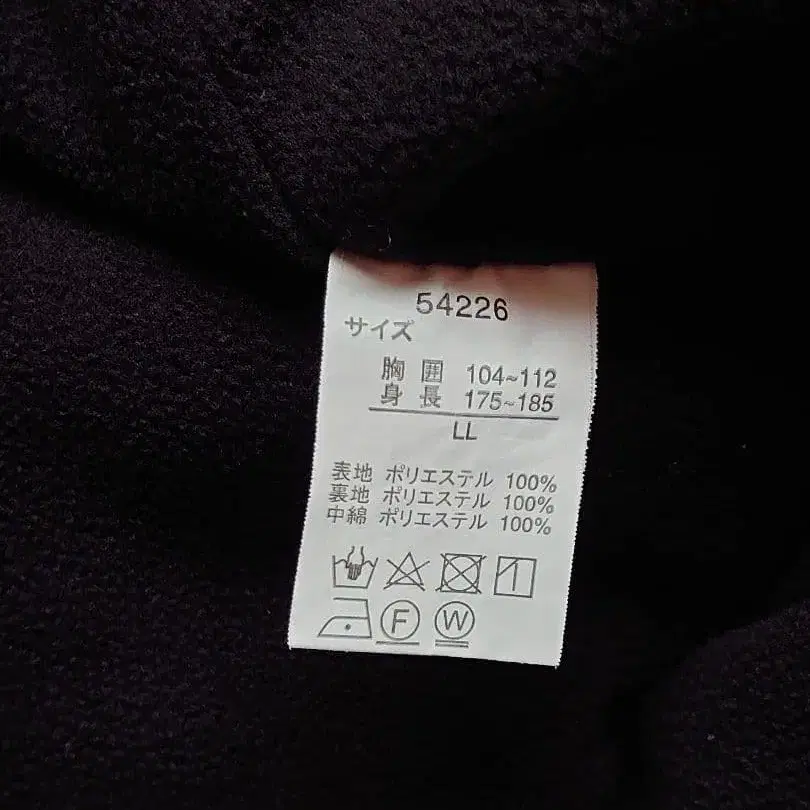 54226
サイズ
胸 囲 104~112
身 長 175~185
LL
表地 ポリエステル 100%
裏地 ポリエステル 100%
中綿 ポリエステル 100%
F W